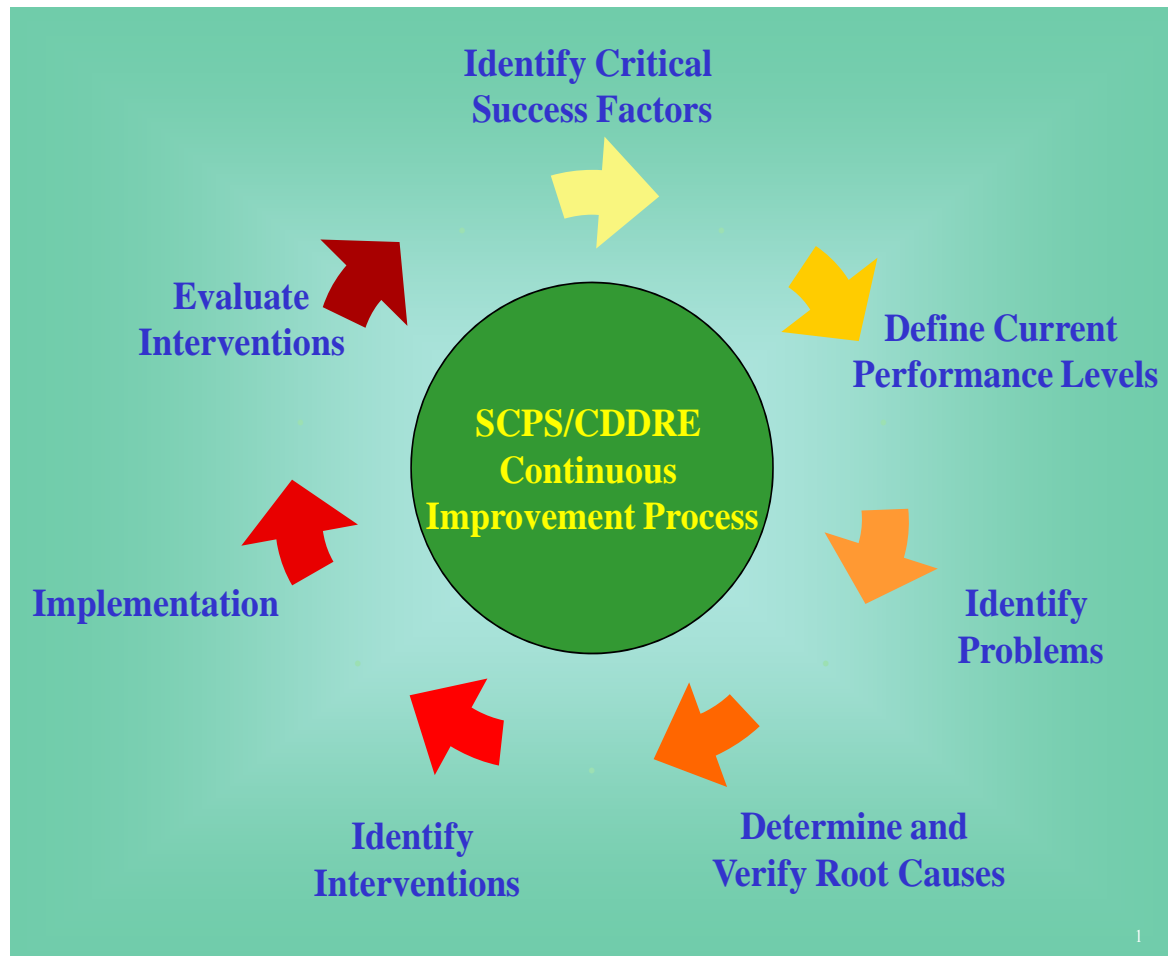 Identify Critical
Success Factors
Define Current
Performance Levels
Identify
Problems
Determine and
Verify Root Causes
Identify
Interventions
Implementation
Evaluate
Interventions
SCPS/CDDRE
Continuous
Improvement Process
1